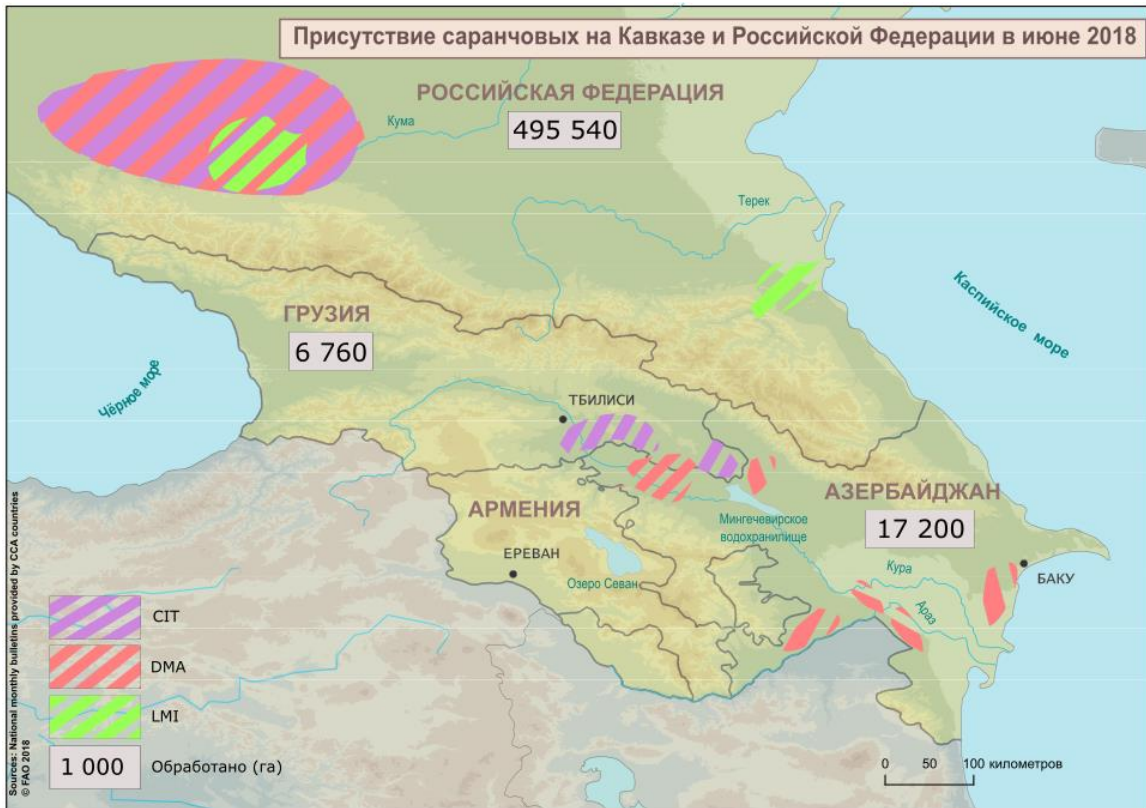 Присутствие саранчовых на Кавказе и Российской Федерации в июне 2018
РОССИЙСКАЯ ФЕДЕРАЦИЯ
495 540
Кума
Терек
Каспийское море
ГРУЗИЯ
6 760
Чёрное море
ТБИЛИСИ
АРМЕНИЯ
ЕРЕВАН
Озеро Севан
Мингечевирское
водохранилище
АЗЕРБАЙДЖАН
17 200
Кура
Араз
БАКУ
CIT
DMA
LMI
1 000 Обработано (га)
0 50 100 километров
Sources: National monthly bulletins provided by CCA countries
© FAO 2018